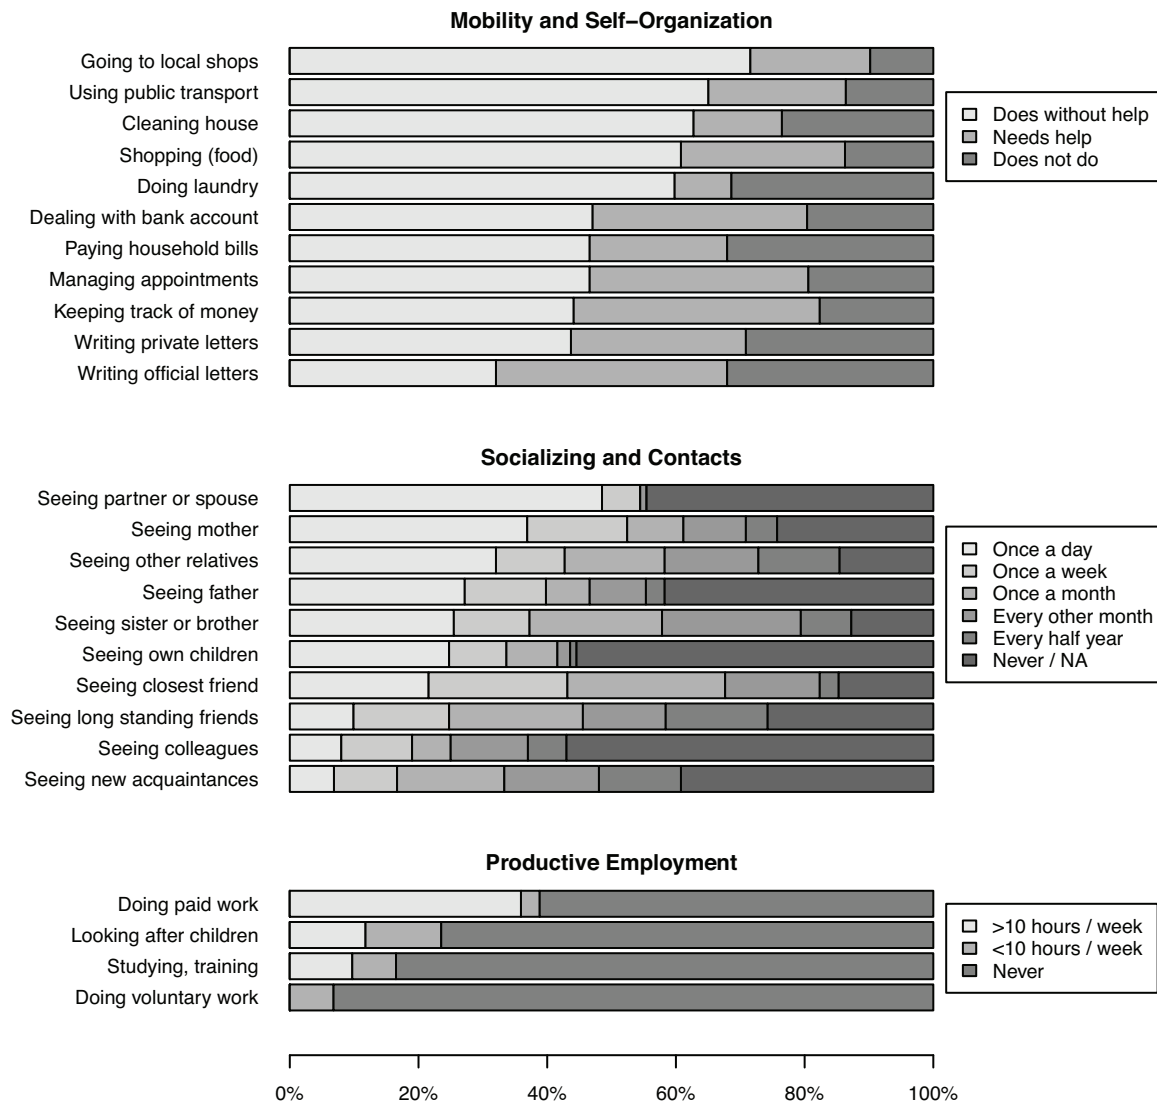 Mobility and Self−Organization
Going to local shops
Using public transport
Cleaning house
Shopping (food)
Doing laundry
Dealing with bank account
Paying household bills
Managing appointments
Keeping track of money
Writing private letters
Writing official letters
Does without help
Needs help
Does not do
Socializing and Contacts
Seeing partner or spouse
Seeing mother
Seeing other relatives
Seeing father
Seeing sister or brother
Seeing own children
Seeing closest friend
Seeing long standing friends
Seeing colleagues
Seeing new acquaintances
Once a day
Once a week
Once a month
Every other month
Every half year
Never / NA
Productive Employment
Doing paid work
Looking after children
Studying, training
Doing voluntary work
>10 hours / week
<10 hours / week
Never
0% 20% 40% 60% 80% 100%